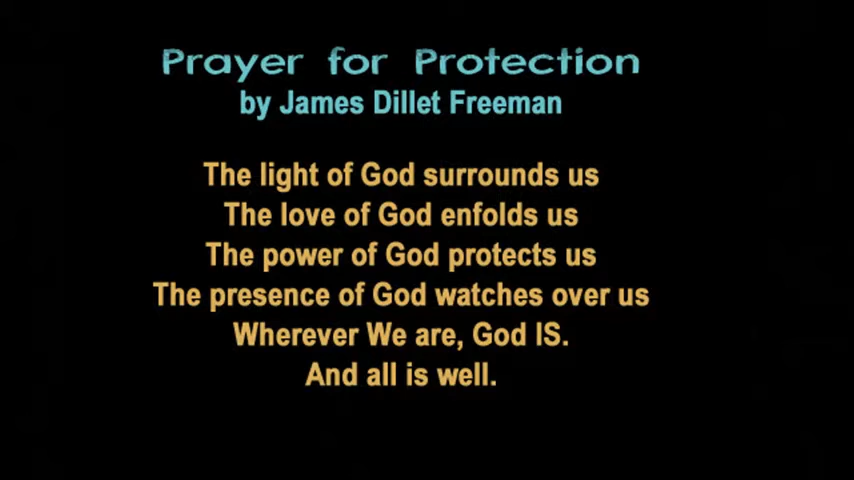 Prayer for Protection
by James Dillet Freeman
The light of God surrounds us
The love of God enfolds us
The power of God protects us
The presence of God watches over us
Wherever We are, God IS.
And all is well.